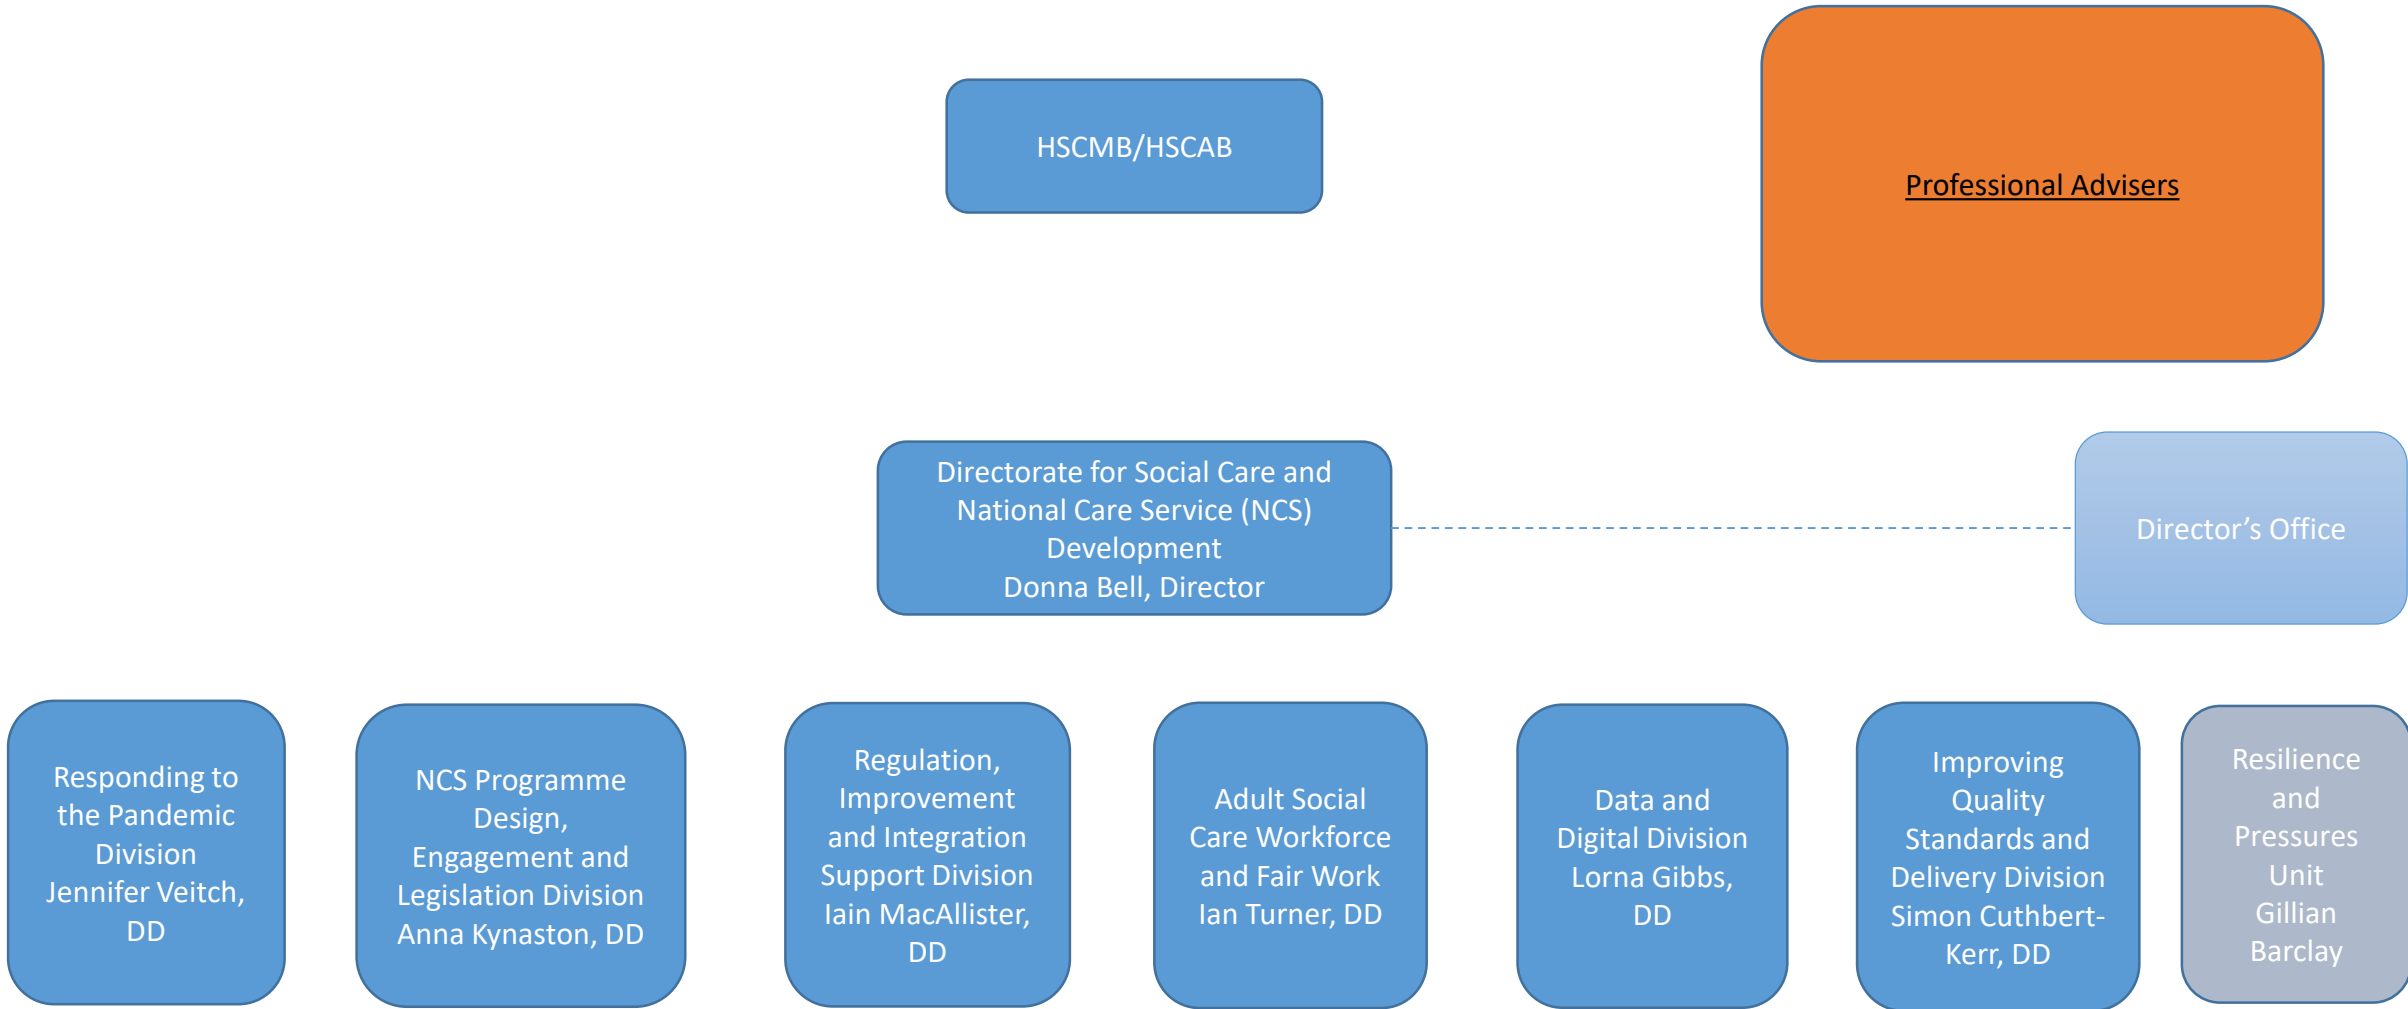 HSCMB/HSCAB
Professional Advisers
Directorate for Social Care and
National Care Service (NCS)
Development
Donna Bell, Director
Director’s Office
Responding to
the Pandemic
Division
Jennifer Veitch,
DD
NCS Programme
Design,
Engagement and
Legislation Division
Anna Kynaston, DD
Regulation,
Improvement
and Integration
Support Division
Iain MacAllister,
DD
Adult Social
Care Workforce
and Fair Work
Ian Turner, DD
Data and
Digital Division
Lorna Gibbs,
DD
Improving
Quality
Standards and
Delivery Division
Simon Cuthbert-
Kerr, DD
Resilience
and
Pressures
Unit
Gillian
Barclay